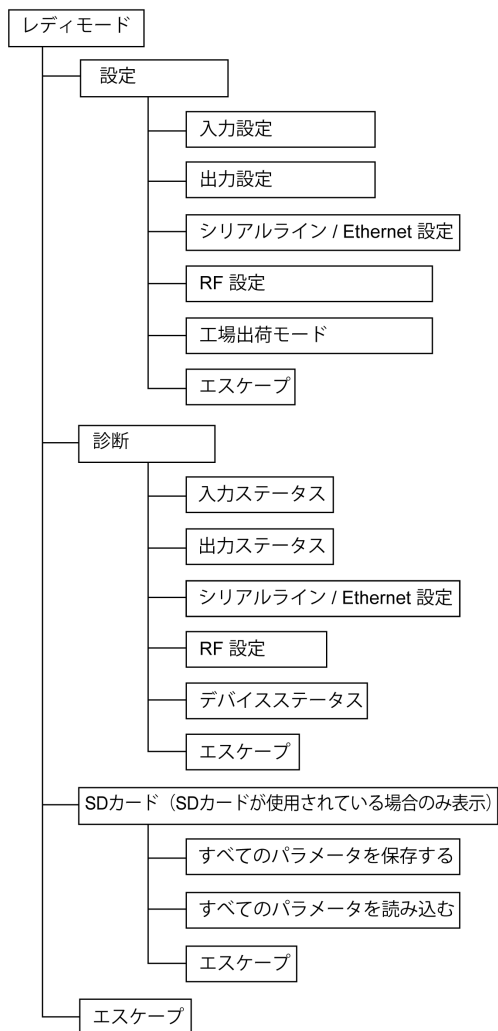 レディモード
設定
入力設定
出力設定
シリアルライン / Ethernet 設定
RF 設定
工場出荷モード
エスケープ
診断
入力ステータス
出力ステータス
シリアルライン / Ethernet 設定
RF 設定
デバイスステータス
エスケープ
SDカード（SDカードが使用されている場合のみ表示）
すべてのパラメータを保存する
すべてのパラメータを読み込む
エスケープ
エスケープ